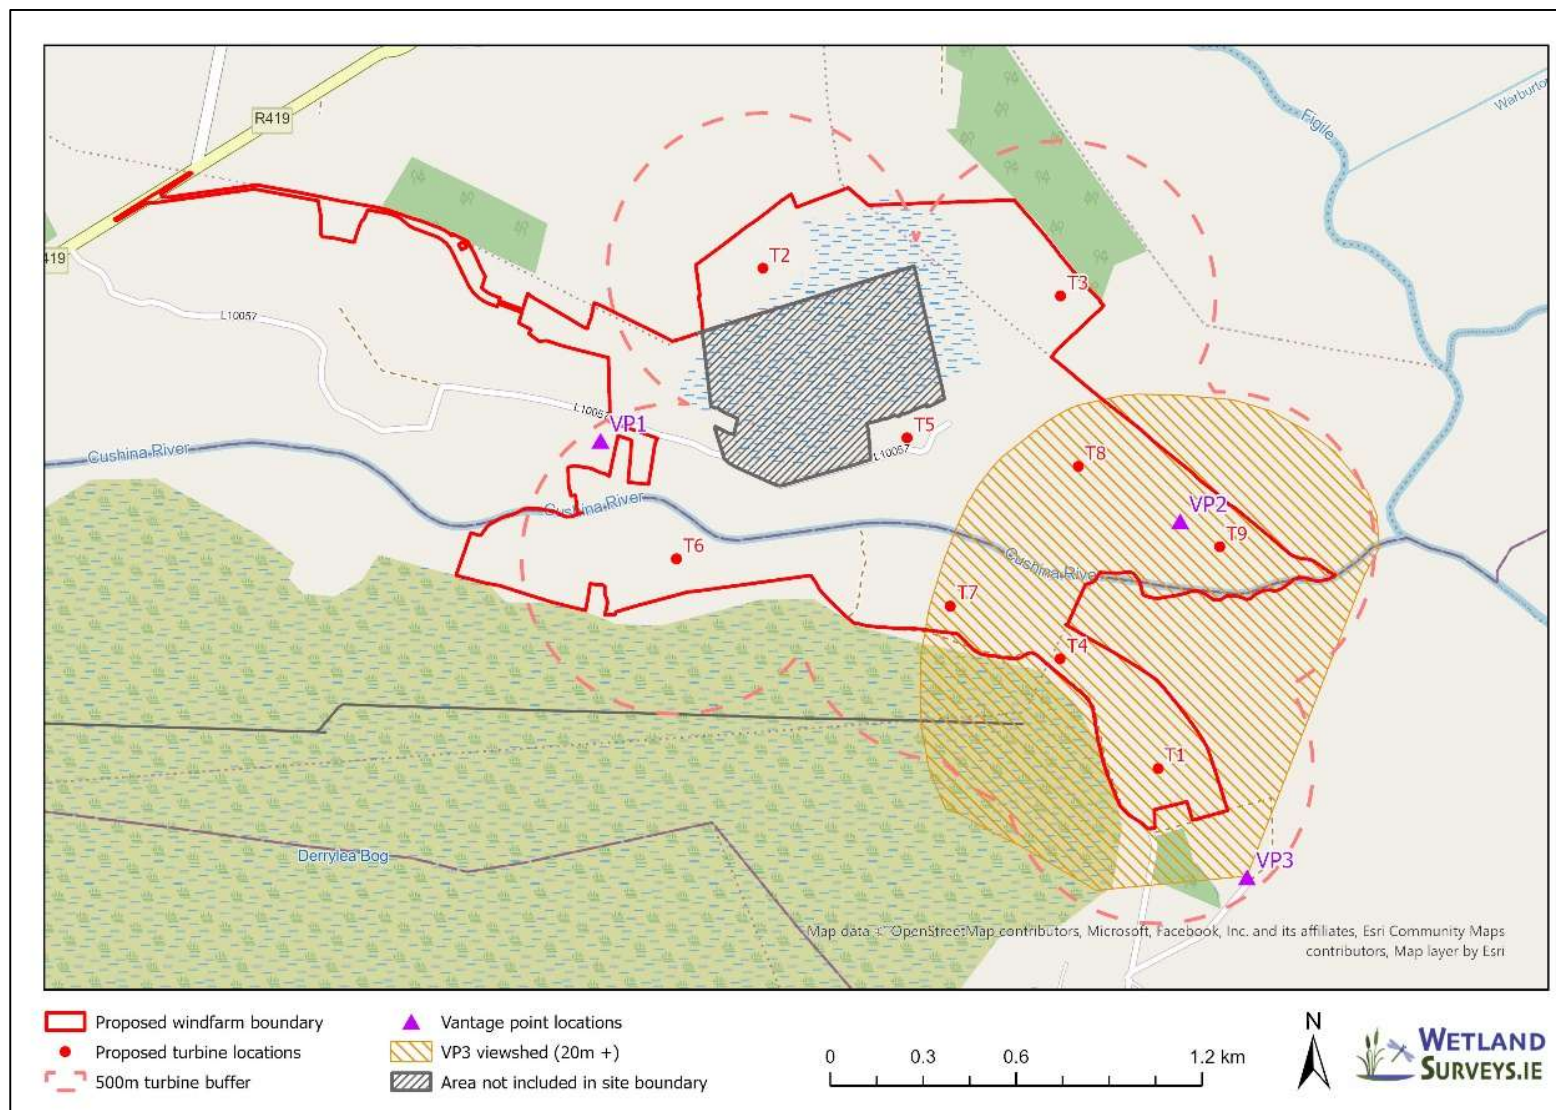 R419
Figile
Warburto
419
T2
T3
L10057
L10057
VP1
T5
L10057
T8
VP2
T9
Cushina River
Cushina River
Cushina River
T6
T7
T4
T1
VP3
Derrylea Bog
Map data © OpenStreetMap contributors, Microsoft, Facebook, Inc. and its affiliates, Esri Community Maps
contributors, Map layer by Esri
Proposed windfarm boundary
Proposed turbine locations
500m turbine buffer
Vantage point locations
VP3 viewshed (20m +)
Area not included in site boundary
0 0.3 0.6 1.2 km
N
WETLAND
SURVEYS.IE